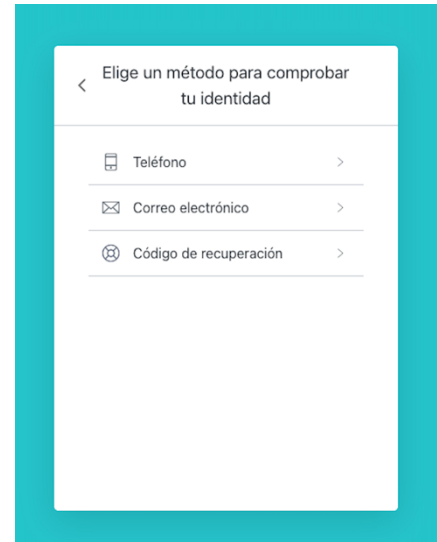 Elige un método para comprobar
tu identidad
Teléfono
Correo electrónico
Código de recuperación